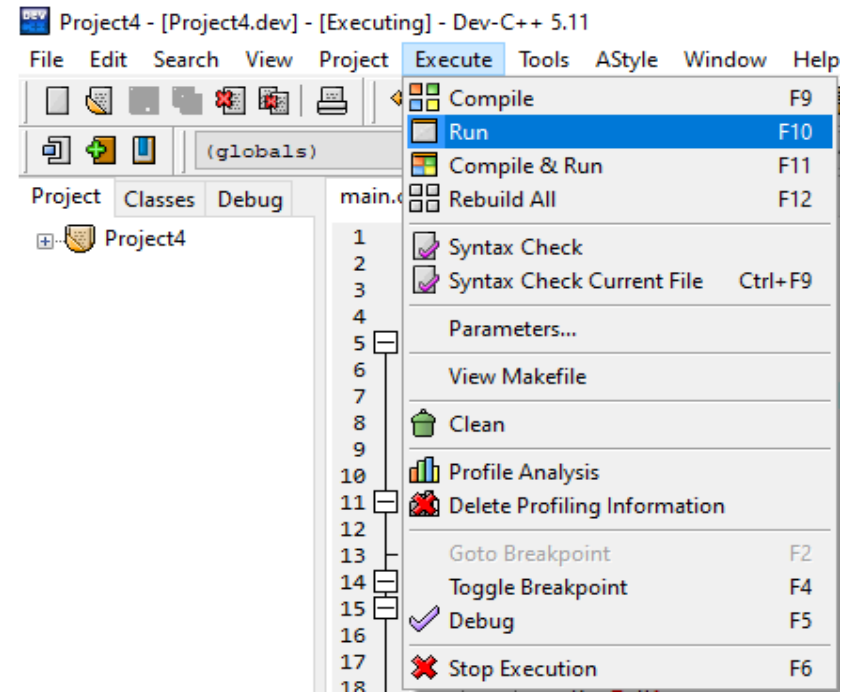 Project4 - [Project4.dev] - [Executing] - Dev-C++ 5.11
File Edit Search View Project Execute Tools AStyle Window Help
(globals)
Project Classes Debug
Project4
main.
1
2
3
4
5
6
7
8
9
10
11
12
13
14
15
16
17
18
Compile F9
Run F10
Compile & Run F11
Rebuild All F12
Syntax Check
Syntax Check Current File Ctrl+F9
Parameters...
View Makefile
Clean
Profile Analysis
Delete Profiling Information
Goto Breakpoint F2
Toggle Breakpoint F4
Debug F5
Stop Execution F6